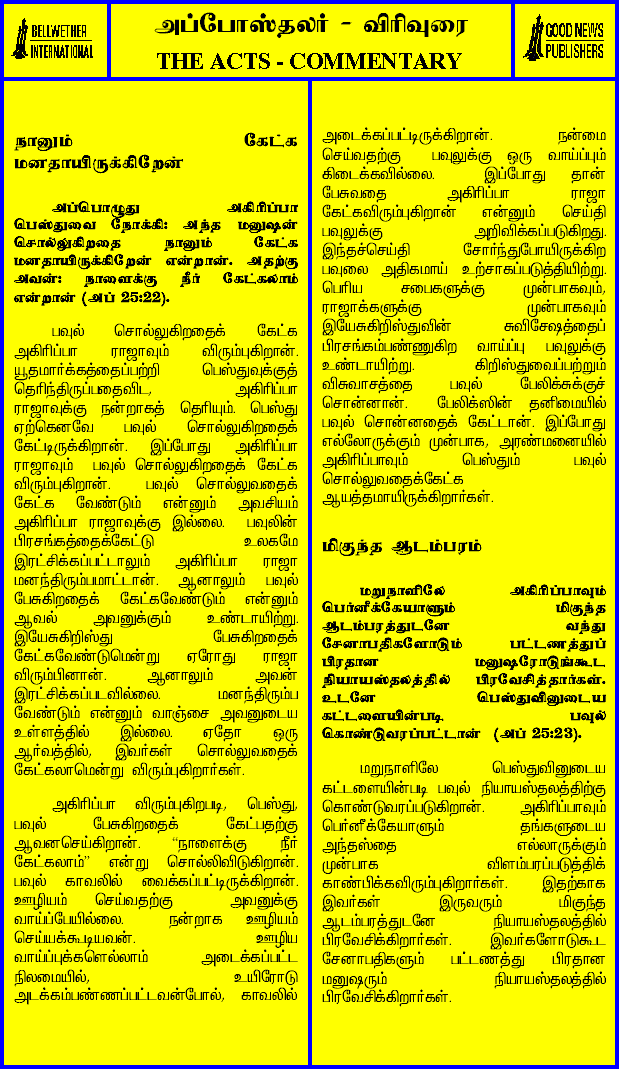 BELLWETHER
INTERNATIONAL
அப்போஸ்தலர் - விரிவுரை
THE ACTS - COMMENTARY
GOOD NEWS
PUBLISHERS
நானும் கேட்க
மனதாயிருக்கிறேன்
அப்பொழுது அகிரிப்பா
பெஸ்துவை நோக்கி: அந்த மனுஷன்
சொல்லுகிறதை நானும் கேட்க
மனதாயிருக்கிறேன் என்றான். அதற்கு
அவன்: நாளைக்கு நீர் கேட்கலாம்
என்றான் (அப் 25:22).
பவுல் சொல்லுகிறதைக் கேட்க
அகிரிப்பா ராஜாவும் விரும்புகிறான்.
யூதமார்க்கத்தைப்பற்றி பெஸ்துவுக்குத்
தெரிந்திருப்பதைவிட, அகிரிப்பா
ராஜாவுக்கு நன்றாகத் தெரியும். பெஸ்து
ஏற்கெனவே பவுல் சொல்லுகிறதைக்
கேட்டிருக்கிறான். இப்போது அகிரிப்பா
ராஜாவும் பவுல் சொல்லுகிறதைக் கேட்க
விரும்புகிறான். பவுல் சொல்லுவதைக்
கேட்க வேண்டும் என்னும் அவசியம்
அகிரிப்பா ராஜாவுக்கு இல்லை. பவுலின்
பிரசங்கத்தைக்கேட்டு உலகமே
இரட்சிக்கப்பட்டாலும் அகிரிப்பா ராஜா
மனந்திரும்பமாட்டான். ஆனாலும் பவுல்
பேசுகிறதைக் கேட்கவேண்டும் என்னும்
ஆவல் அவனுக்கும் உண்டாயிற்று.
இயேசுகிறிஸ்து பேசுகிறதைக்
கேட்கவேண்டுமென்று ஏரோது ராஜா
விரும்பினான். ஆனாலும் அவன்
இரட்சிக்கப்படவில்லை. மனந்திரும்ப
வேண்டும் என்னும் வாஞ்சை அவனுடைய
உள்ளத்தில் இல்லை. ஏதோ ஒரு
ஆர்வத்தில், இவர்கள் சொல்லுவதைக்
கேட்கலாமென்று விரும்புகிறார்கள்.
அகிரிப்பா விரும்புகிறபடி, பெஸ்து,
பவுல் பேசுகிறதைக் கேட்பதற்கு
ஆவனசெய்கிறான். “நாளைக்கு நீர்
கேட்கலாம்” என்று சொல்லிவிடுகிறான்.
பவுல் காவலில் வைக்கப்பட்டிருக்கிறான்.
ஊழியம் செய்வதற்கு அவனுக்கு
வாய்ப்பேயில்லை. நன்றாக ஊழியம்
செய்யக்கூடியவன். ஊழிய
வாய்ப்புக்களெல்லாம் அடைக்கப்பட்ட
நிலமையில், உயிரோடு
அடக்கம்பண்ணப்பட்டவன்போல், காவலில்
அடைக்கப்பட்டிருக்கிறான். நன்மை
செய்வதற்கு பவுலுக்கு ஒரு வாய்ப்பும்
கிடைக்கவில்லை. இப்போது தான்
பேசுவதை அகிரிப்பா ராஜா
கேட்கவிரும்புகிறான் என்னும் செய்தி
பவுலுக்கு அறிவிக்கப்படுகிறது.
இந்தச்செய்தி சோர்ந்துபோயிருக்கிற
பவுலை அதிகமாய் உற்சாகப்படுத்தியிற்று.
பெரிய சபைகளுக்கு முன்பாகவும்,
ராஜாக்களுக்கு முன்பாகவும்
இயேசுகிறிஸ்துவின் சுவிசேஷத்தைப்
பிரசங்கம்பண்ணுகிற வாய்ப்பு பவுலுக்கு
உண்டாயிற்று. கிறிஸ்துவைப்பற்றும்
விசுவாசத்தை பவுல் பேலிக்சுக்குச்
சொன்னான். பேலிக்ஸின் தனிமையில்
பவுல் சொன்னதைக் கேட்டான். இப்போது
எல்லோருக்கும் முன்பாக, அரண்மனையில்
அகிரிப்பாவும் பெஸ்தும் பவுல்
சொல்லுவதைக்கேட்க
ஆயத்தமாயிருக்கிறார்கள்.
மிகுந்த ஆடம்பரம்
மறுநாளிலே அகிரிப்பாவும்
பெர்னீக்கேயாளும் மிகுந்த
ஆடம்பரத்துடனே வந்து
சேனாபதிகளோடும் பட்டணத்துப்
பிரதான மனுஷரோடுங்கூட
நியாயஸ்தலத்தில் பிரவேசித்தார்கள்.
உடனே பெஸ்துவினுடைய
கட்டளையின்படி பவுல்
கொண்டுவரப்பட்டான் (அப் 25:23).
மறுநாளிலே பெஸ்துவினுடைய
கட்டளையின்படி பவுல் நியாயஸ்தலத்திற்கு
கொண்டுவரப்படுகிறான். அகிரிப்பாவும்
பெர்னீக்கேயாளும் தங்களுடைய
அந்தஸ்தை எல்லாருக்கும்
முன்பாக விளம்பரப்படுத்திக்
காண்பிக்கவிரும்புகிறார்கள். இதற்காக
இவர்கள் இருவரும் மிகுந்த
ஆடம்பரத்துடனே நியாயஸ்தலத்தில்
பிரவேசிக்கிறார்கள். இவர்களோடுகூட
சேனாபதிகளும் பட்டணத்து பிரதான
மனுஷரும் நியாயஸ்தலத்தில்
பிரவேசிக்கிறார்கள்.